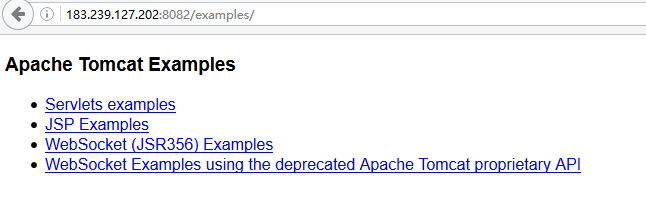 183.239.127.202:8082/examples/
Apache Tomcat Examples
Servlets examples
JSP Examples
WebSocket (JSR356) Examples
WebSocket Examples using the deprecated Apache Tomcat proprietary API